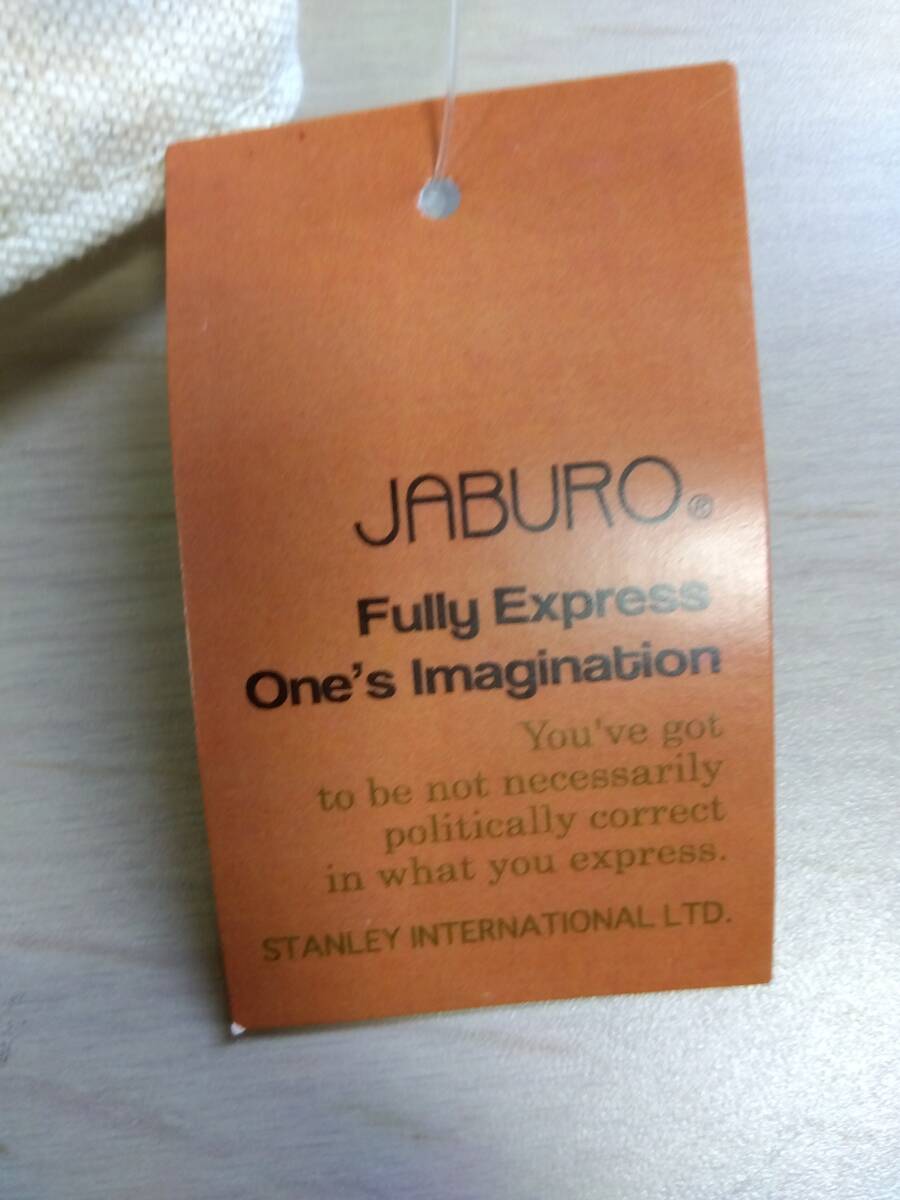 JABURO®
Fully Express
One's Imagination
You've got
to be not necessarily
politically correct
in what you express.
STANLEY INTERNATIONAL LTD.